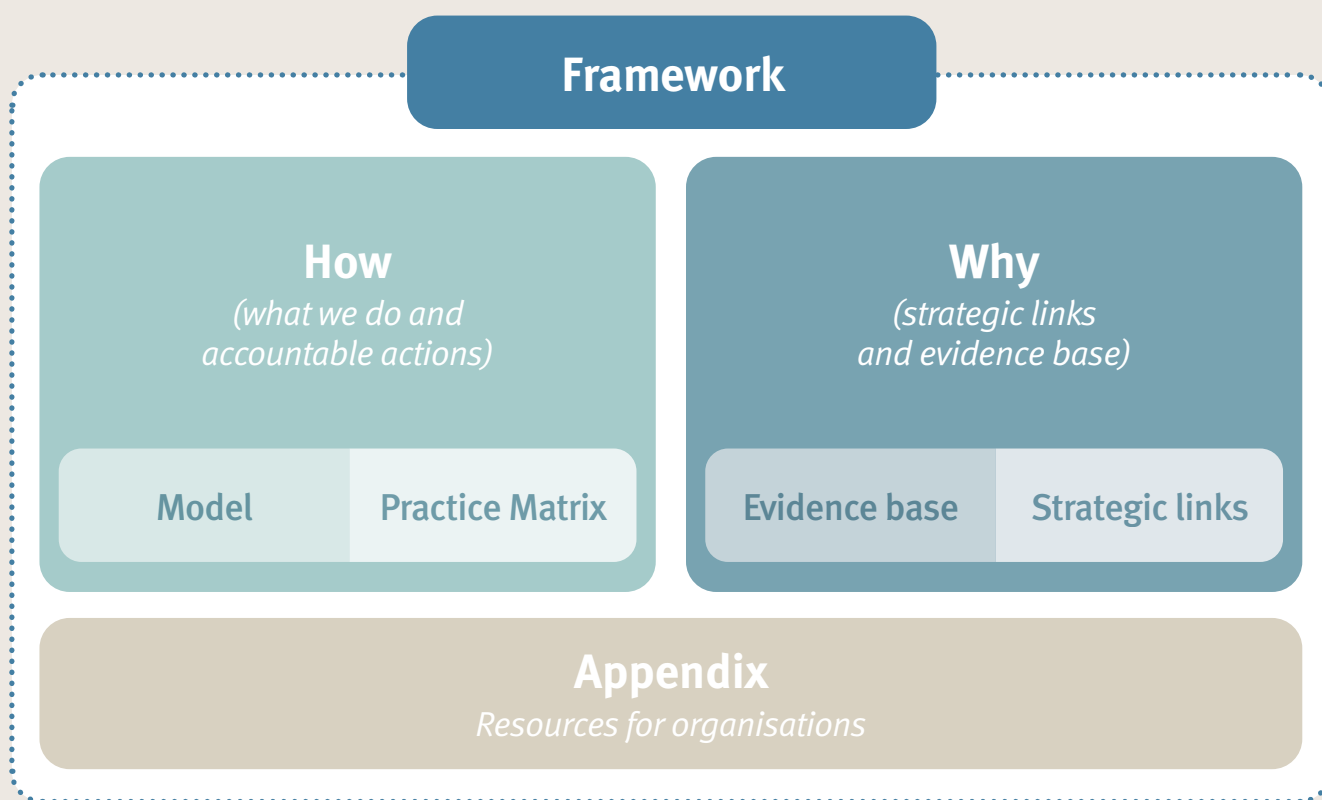 Framework
How
(what we do and
accountable actions)
Model
Practice Matrix
Why
(strategic links
and evidence base)
Evidence base
Strategic links
Appendix
Resources for organisations